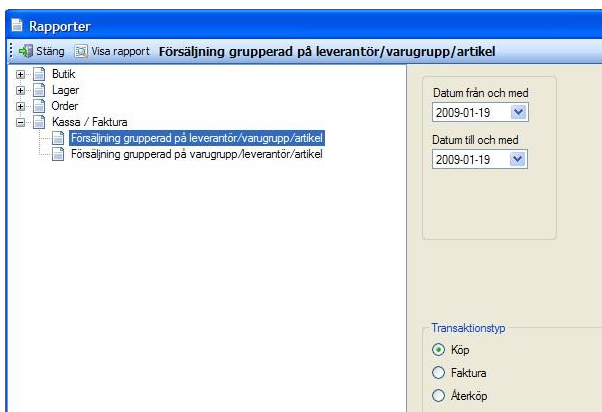 Rapporter
Stäng Visa rapport Försäljning grupperad på leverantör/varugrupp/artikel
Butik
Lager
Order
Kassa / Faktura
Försäljning grupperad på leverantör/varugrupp/artikel
Försäljning grupperad på varugrupp/leverantör/artikel
Datum från och med
2009-01-19
Datum till och med
2009-01-19
Transaktionstyp
Köp
Faktura
Återköp